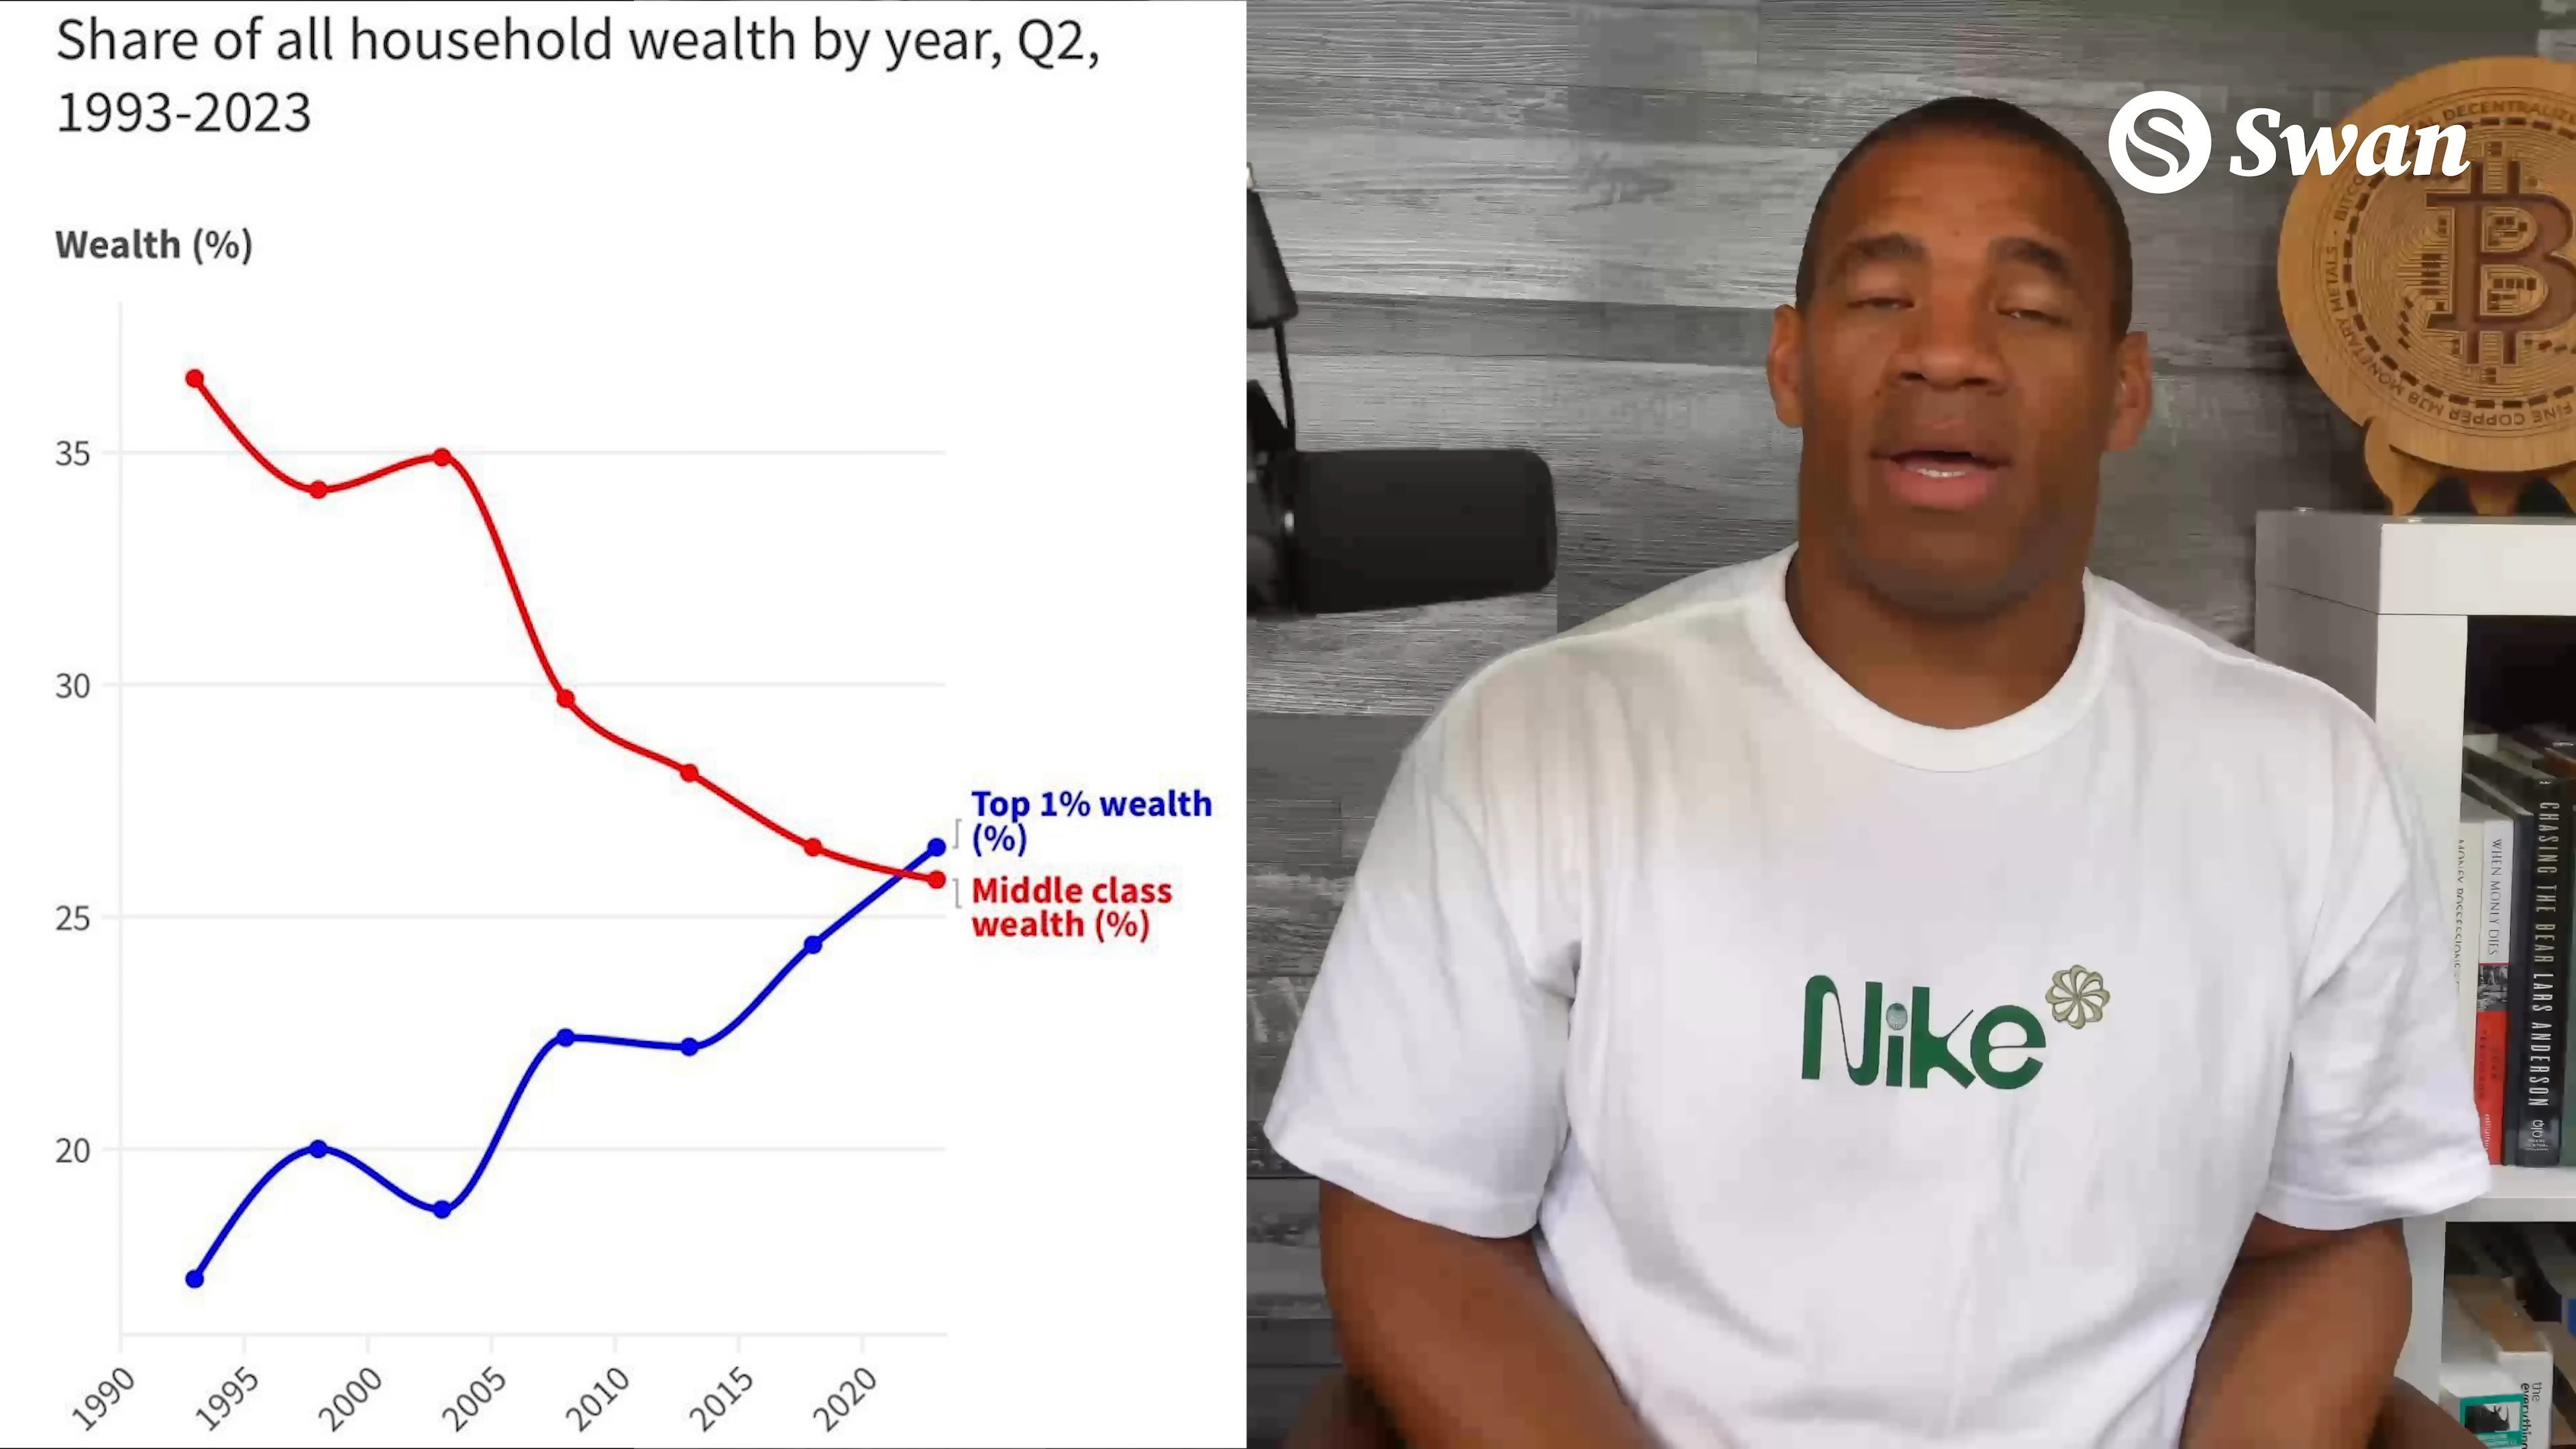 Share of all household wealth by year, Q2,
1993-2023
Wealth (%)
35
30
25
20
1990
1995
2000
2005
2010
2015
2020
Top 1% wealth
(%)
Middle class
wealth (%)
Swan
Nike
WHEN MONEY DIES
CHASING THE BEAR LARS ANDERSON
the